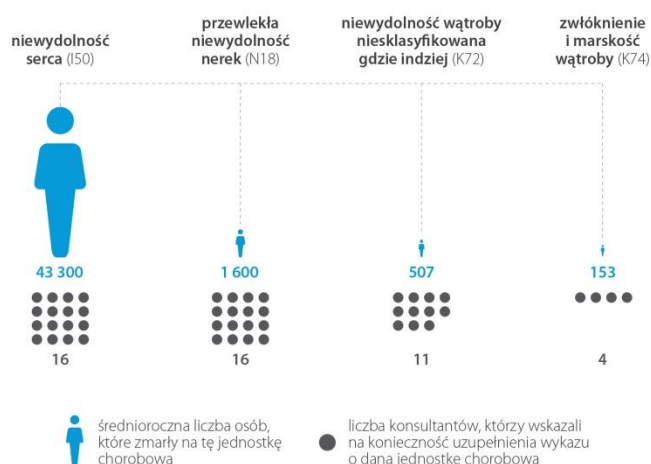 niewydolność
serca (I50)
przewlekła
niewydolność
nerek (N18)
niewydolność wątroby
niesklasyfikowana
gdzie indziej (K72)
zwłóknienie
i marskość
wątroby (K74)
43 300
1 600
507
153
16
16
11
4
średnioroczna liczba osób,
które zmarły na tę jednostkę
chorobową
liczba konsultantów, którzy wskazali
na konieczność uzupełnienia wykazu
o daną jednostkę chorobową